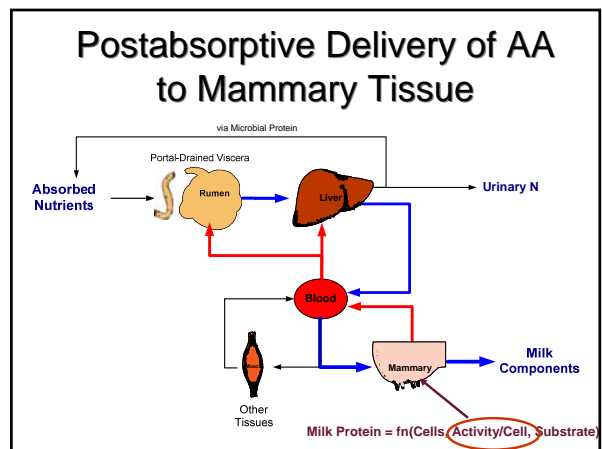 Postabsorptive Delivery of AA
to Mammary Tissue
via Microbial Protein
Portal-Drained Viscera
Absorbed
Nutrients
Rumen
Liver
Urinary N
Blood
Mammary
Milk
Components
Other
Tissues
Milk Protein = fn(Cells, Activity/Cell, Substrate)